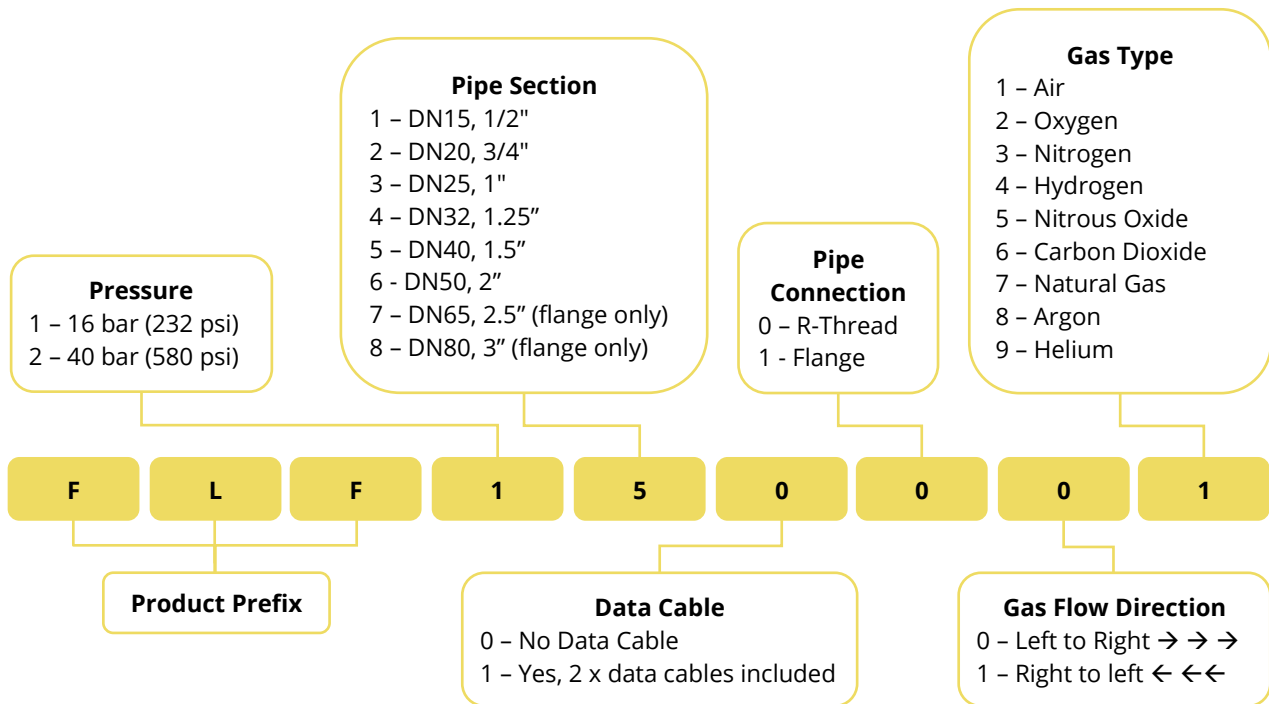 Pressure
1 – 16 bar (232 psi)
2 – 40 bar (580 psi)
Pipe Section
1 – DN15, 1/2"
2 – DN20, 3/4"
3 – DN25, 1"
4 – DN32, 1.25”
5 – DN40, 1.5”
6 - DN50, 2”
7 – DN65, 2.5” (flange only)
8 – DN80, 3” (flange only)
Pipe
Connection
0 – R-Thread
1 - Flange
Gas Type
1 – Air
2 – Oxygen
3 – Nitrogen
4 – Hydrogen
5 – Nitrous Oxide
6 – Carbon Dioxide
7 – Natural Gas
8 – Argon
9 – Helium
F L F 1 5 0 0 0 1
Product Prefix
Data Cable
0 – No Data Cable
1 – Yes, 2 x data cables included
Gas Flow Direction
0 – Left to Right → → →
1 – Right to left ← ←←